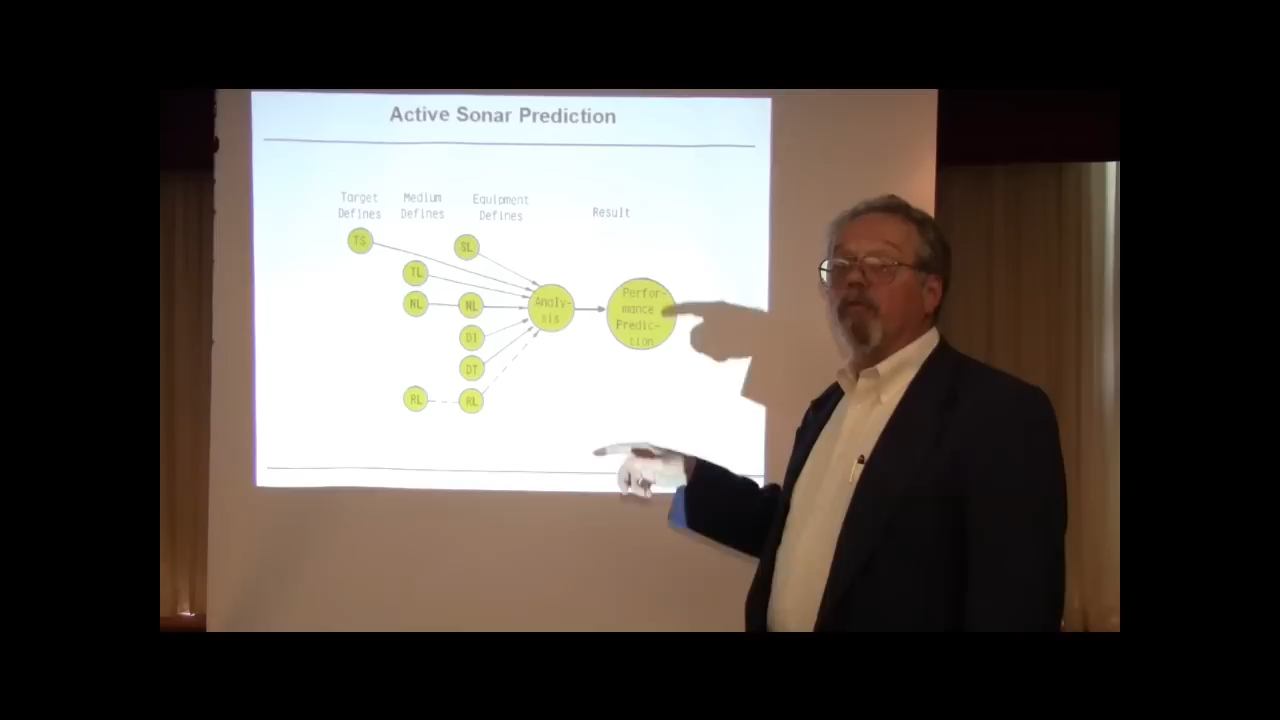 Active Sonar Prediction
Target Medium Equipment
Defines Defines Defines Result
TS SL
TL
NL NL
DI
DT
RL RL
Analy-
sis
Perfor-
mance
Predic-
tion